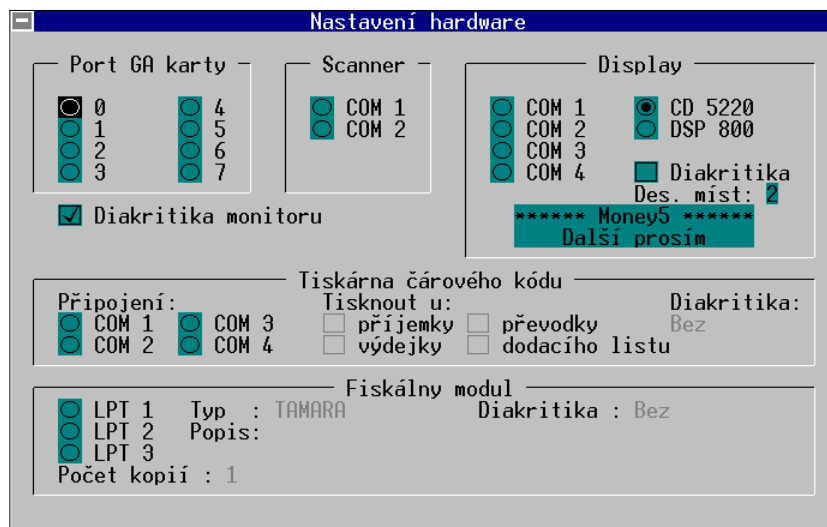 Nastavení hardware
Port GA karty
0 4
1 5
2 6
3 7
Diakritika monitoru
Scanner
COM 1
COM 2
Display
COM 1 CD 5220
COM 2 DSP 800
COM 3
COM 4 Diakritika
Des. míst: 2
****** Money5 ******
Další prosím
Tiskárna čárového kódu
Připojení: Tisknout u: Diakritika:
COM 1 COM 3 příjemky převodky Bez
COM 2 COM 4 výdejky dodacího listu
Fiskálny modul
LPT 1 Typ : TAMARA Diakritika : Bez
LPT 2 Popis:
LPT 3
Počet kopií : 1